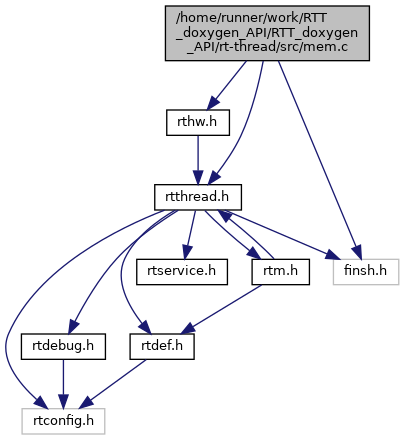 /home/runner/work/RTT
_doxygen_API/RTT_doxygen
_API/rt-thread/src/mem.c
rthw.h
rtthread.h
rtservice.h
rtm.h
finsh.h
rtdebug.h
rtdef.h
rtconfig.h